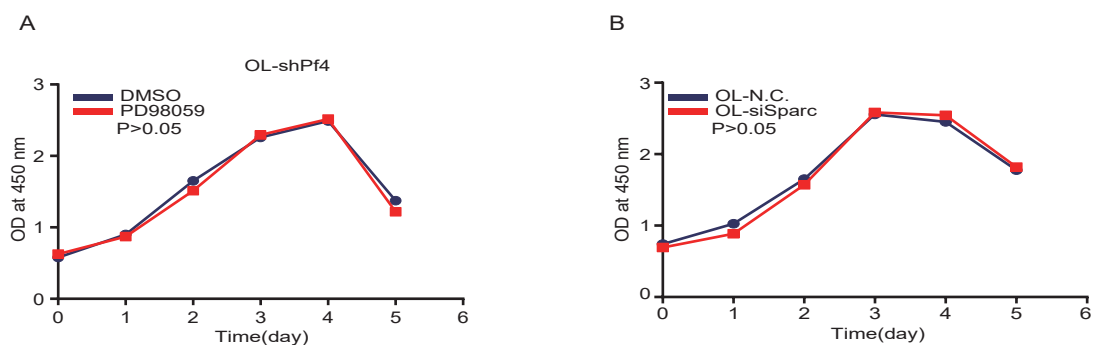 A
OL-shPf4
DMSO
PD98059
P>0.05
OD at 450 nm
3
2
1
0
0 1 2 3 4 5 6
Time(day)
B
OL-N.C.
OL-siSparc
P>0.05
OD at 450 nm
3
2
1
0
0 1 2 3 4 5 6
Time(day)